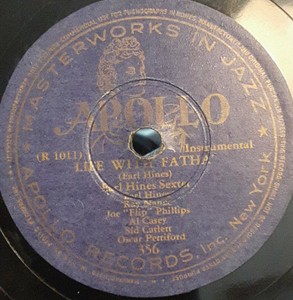 MASTERWORKS IN JAZZ
APOLLO
(R 1011) Instrumental
LIFE WITH FATHA
(Earl Hines)
Earl Hines Sextet
Earl Hines
Ray Nance
Joe "Flip" Phillips
Al Casey
Sid Catlett
Oscar Pettiford
356
APOLLO RECORDS, Inc. New York